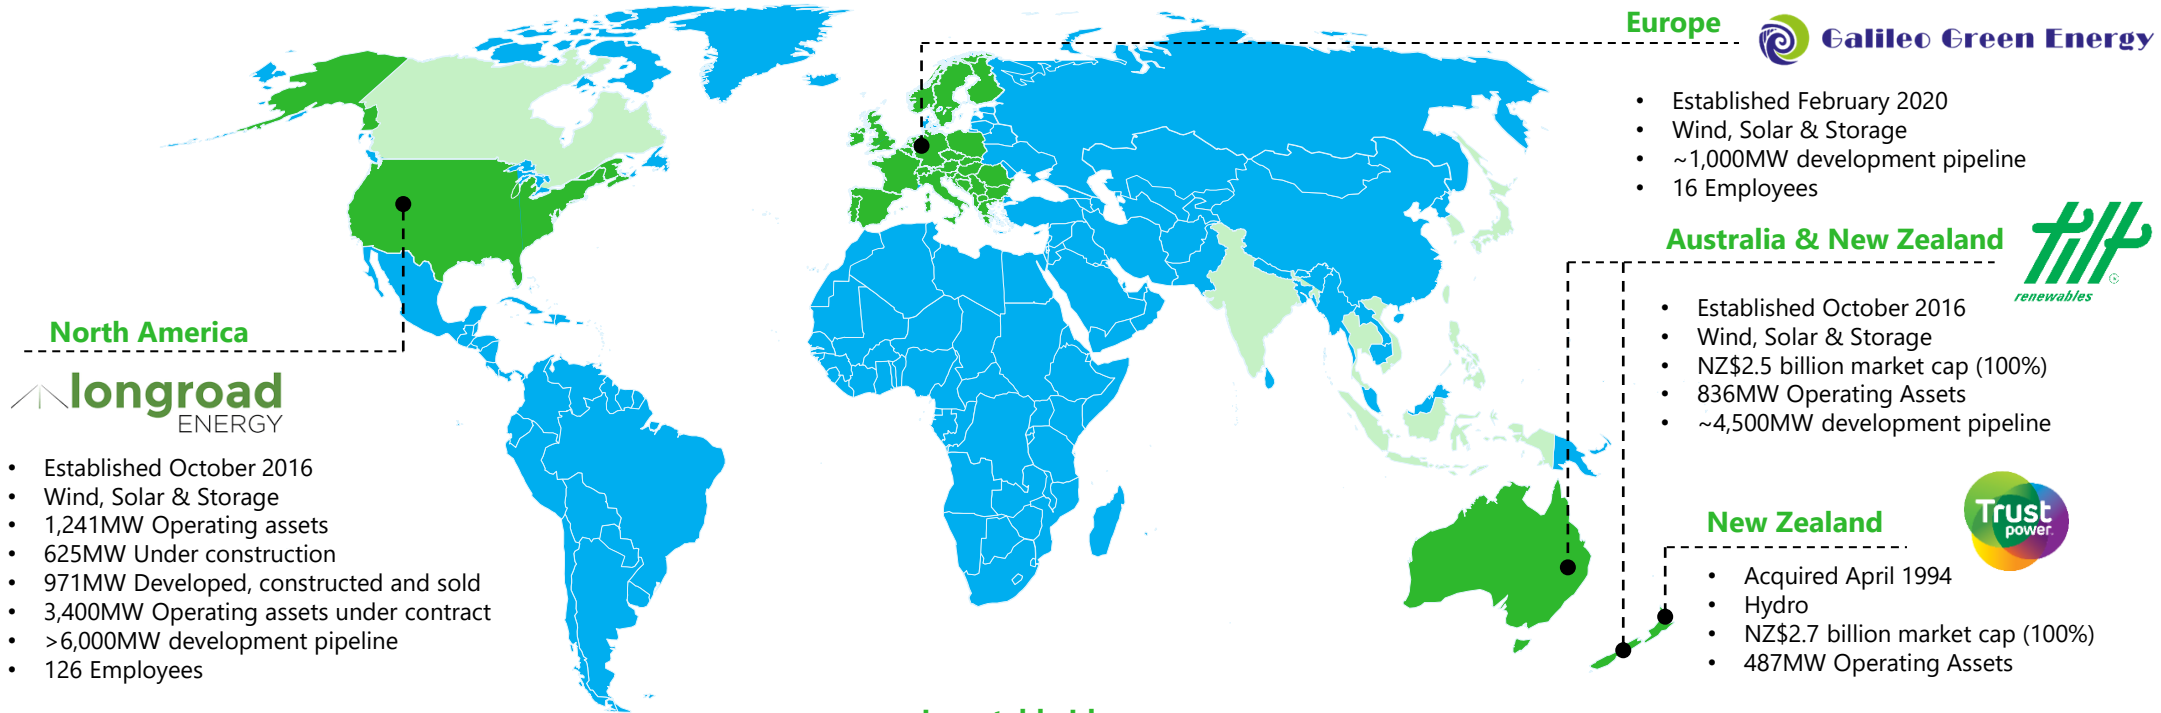 Europe
Galileo Green Energy
• Established February 2020
• Wind, Solar & Storage
• ~1,000MW development pipeline
• 16 Employees
Australia & New Zealand
tilt
renewables
• Established October 2016
• Wind, Solar & Storage
• NZ$2.5 billion market cap (100%)
• 836MW Operating Assets
• ~4,500MW development pipeline
North America
longroad
ENERGY
• Established October 2016
• Wind, Solar & Storage
• 1,241MW Operating assets
• 625MW Under construction
• 971MW Developed, constructed and sold
• 3,400MW Operating assets under contract
• >6,000MW development pipeline
• 126 Employees
New Zealand
Trust
power.
• Acquired April 1994
• Hydro
• NZ$2.7 billion market cap (100%)
• 487MW Operating Assets